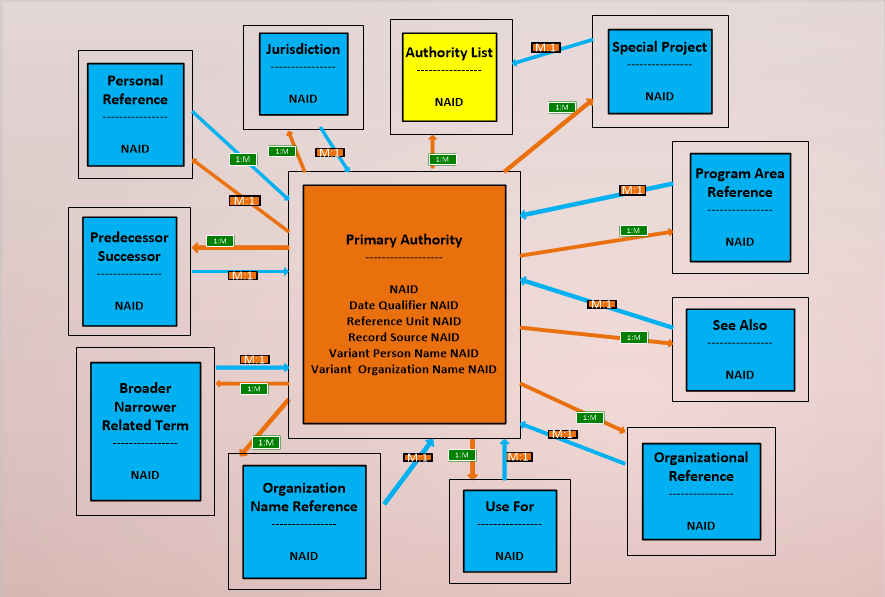 Jurisdiction
---------------
NAID
Authority List
---------------
NAID
Special Project
---------------
NAID
Personal
Reference
---------------
NAID
Program Area
Reference
---------------
NAID
Predecessor
Successor
---------------
NAID
Primary Authority
------------------
NAID
Date Qualifier NAID
Reference Unit NAID
Record Source NAID
Variant Person Name NAID
Variant Organization Name NAID
See Also
---------------
NAID
Broader
Narrower
Related Term
---------------
NAID
Organization
Name Reference
---------------
NAID
Use For
---------------
NAID
Organizational
Reference
---------------
NAID
M:1
1:M
1:M
M:1
1:M
1:M
M:1
M:1
1:M
1:M
M:1
M:1
1:M
M:1
1:M
1:M
M:1
1:M
M:1
1:M
M:1
1:M
M:1